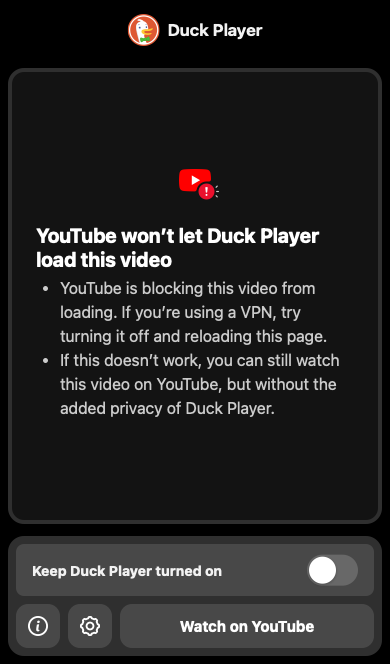 Duck Player
YouTube won’t let Duck Player
load this video
• YouTube is blocking this video from
loading. If you’re using a VPN, try
turning it off and reloading this page.
• If this doesn’t work, you can still watch
this video on YouTube, but without the
added privacy of Duck Player.
Keep Duck Player turned on
Watch on YouTube